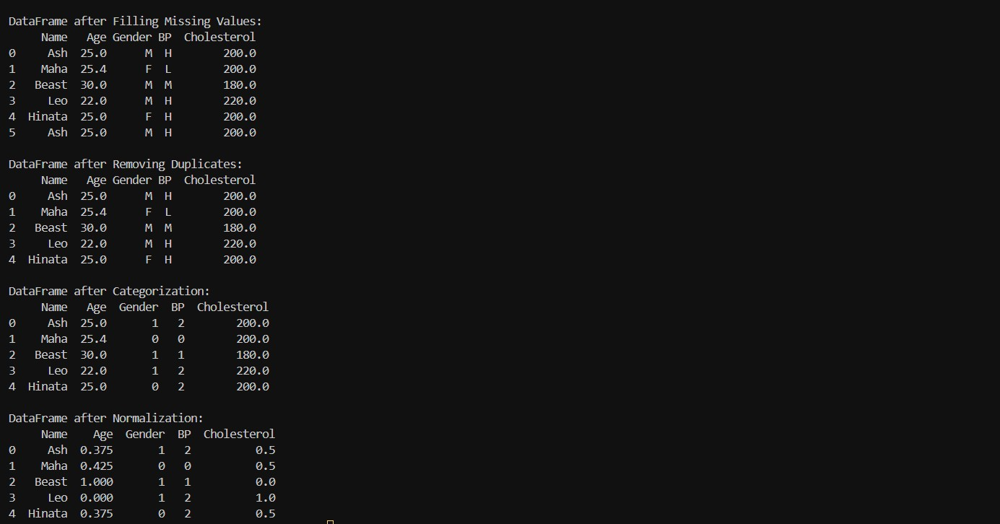 DataFrame after Filling Missing Values:
     Name   Age Gender BP  Cholesterol
0     Ash  25.0      M  H        200.0
1    Maha  25.4      F  L        200.0
2   Beast  30.0      M  M        180.0
3     Leo  22.0      M  H        220.0
4  Hinata  25.0      F  H        200.0
5     Ash  25.0      M  H        200.0

DataFrame after Removing Duplicates:
     Name   Age Gender BP  Cholesterol
0     Ash  25.0      M  H        200.0
1    Maha  25.4      F  L        200.0
2   Beast  30.0      M  M        180.0
3     Leo  22.0      M  H        220.0
4  Hinata  25.0      F  H        200.0

DataFrame after Categorization:
     Name   Age  Gender  BP  Cholesterol
0     Ash  25.0       1   2        200.0
1    Maha  25.4       0   0        200.0
2   Beast  30.0       1   1        180.0
3     Leo  22.0       1   2        220.0
4  Hinata  25.0       0   2        200.0

DataFrame after Normalization:
     Name    Age  Gender  BP  Cholesterol
0     Ash  0.375       1   2          0.5
1    Maha  0.425       0   0          0.5
2   Beast  1.000       1   1          0.0
3     Leo  0.000       1   2          1.0
4  Hinata  0.375       0   2          0.5